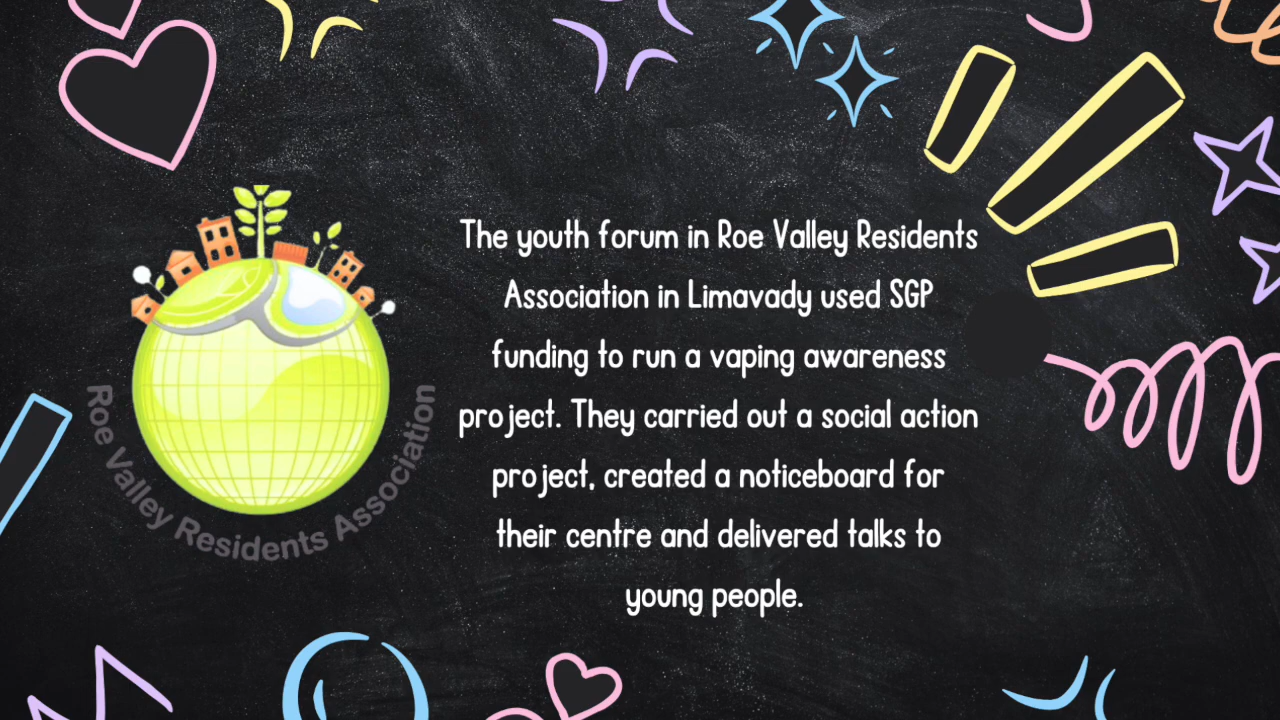 The youth forum in Roe Valley Residents
Association in Limavady used SGP
funding to run a vaping awareness
project. They carried out a social action
project, created a noticeboard for
their centre and delivered talks to
young people.
Roe Valley Residents Association